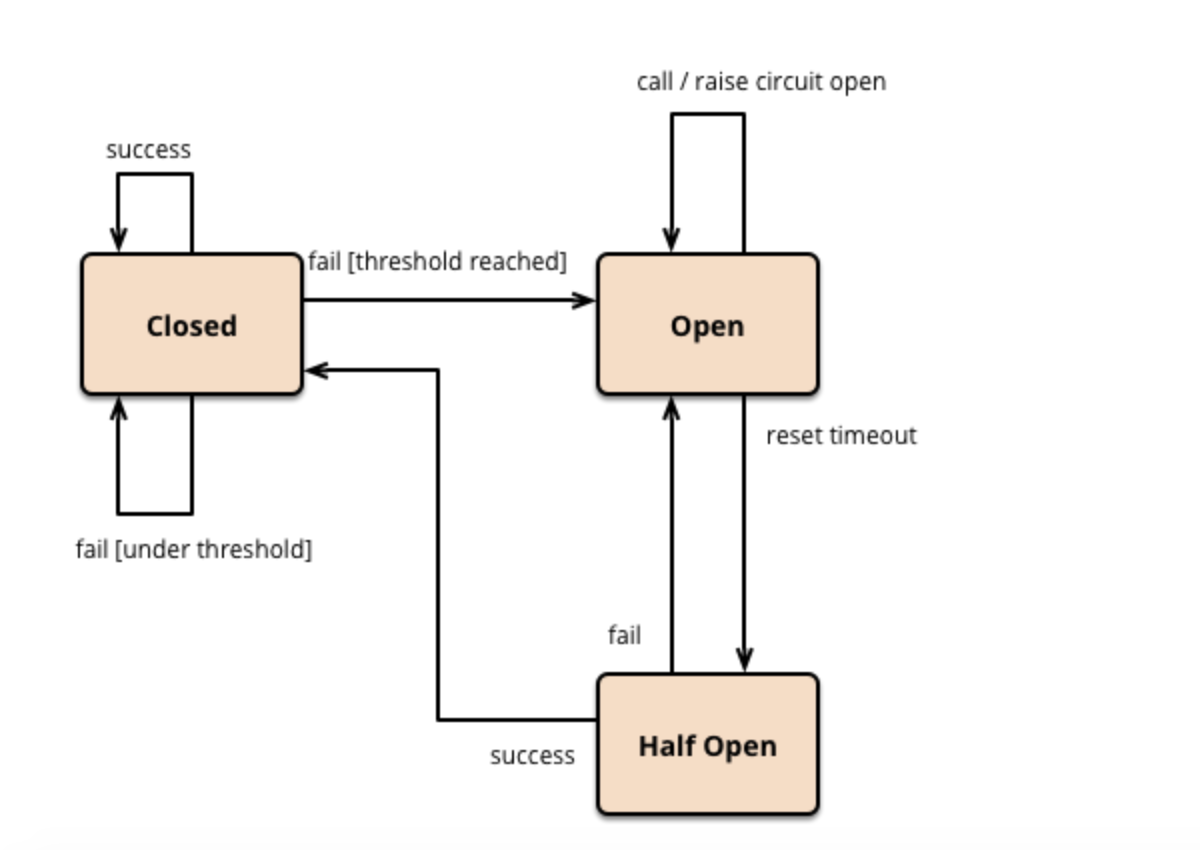 call / raise circuit open
success
fail [threshold reached]
Closed
Open
reset timeout
fail [under threshold]
fail
success
Half Open